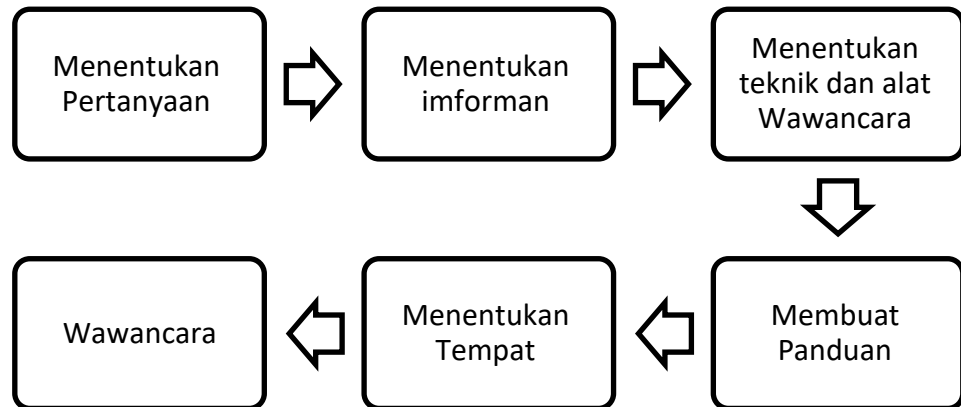 Menentukan
Pertanyaan
Menentukan
imforman
Menentukan
teknik dan alat
Wawancara
Membuat
Panduan
Menentukan
Tempat
Wawancara